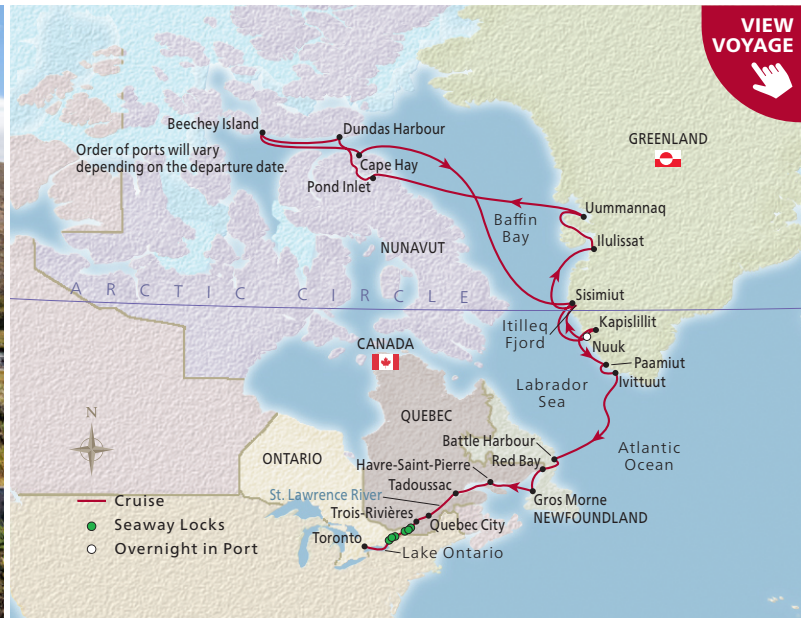 VIEW
VOYAGE
Beechey Island
Dundas Harbour
GREENLAND
Order of ports will vary
depending on the departure date.
Cape Hay
Pond Inlet
Uummannaq
Baffin
Bay
Ilulissat
NUNAVUT
ARCTIC CIRCLE
Sisimiut
Itilleq
Fjord
Kapisillit
Nuuk
CANADA
Paamiut
Ivittuut
Labrador
Sea
QUEBEC
N
Battle Harbour
Atlantic
Ocean
ONTARIO
Red Bay
Havre-Saint-Pierre
Tadoussac
St. Lawrence River
Gros Morne
NEWFOUNDLAND
Cruise
Trois-Rivières
Quebec City
Seaway Locks
Toronto
Overnight in Port
Lake Ontario